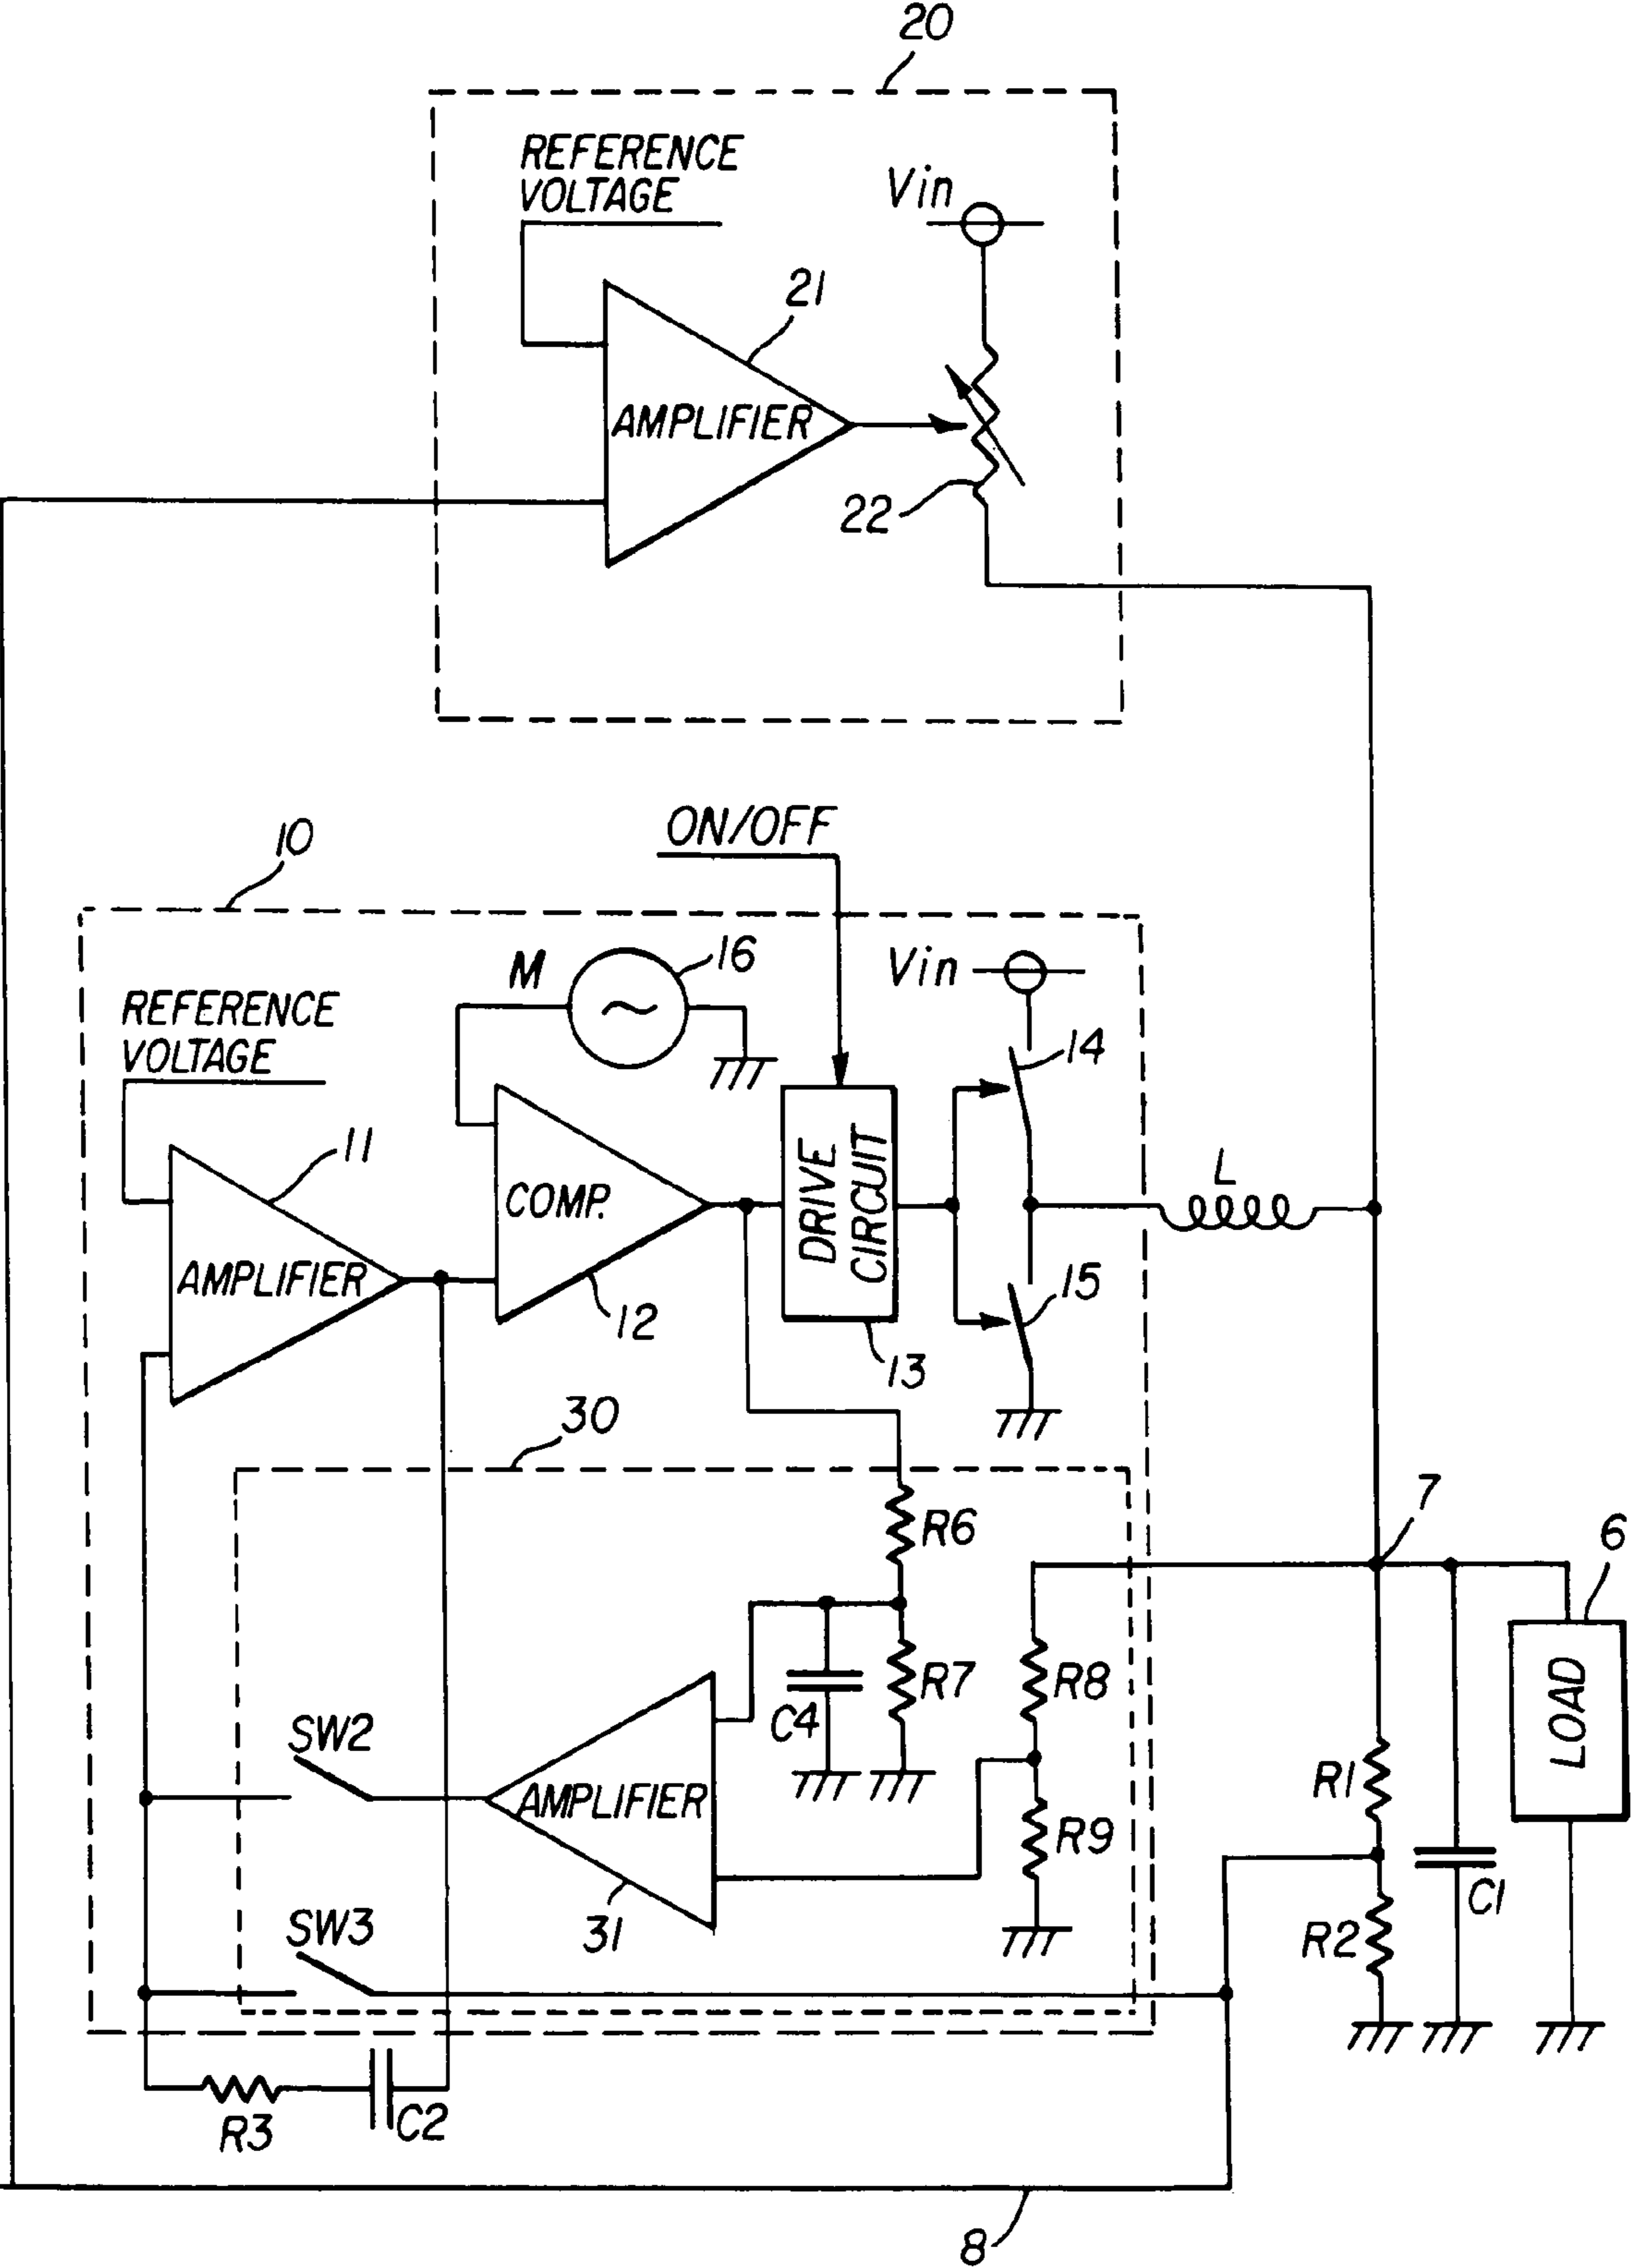 20
REFERENCE
VOLTAGE
Vin
21
AMPLIFIER
22
ON/OFF
10
M
16
Vin
REFERENCE
VOLTAGE
14
11
COMP.
DRIVE
CIRCUIT
L
AMPLIFIER
12
15
13
30
7
R6
6
SW2
C4
R7
R8
LOAD
AMPLIFIER
R1
R9
31
SW3
C1
R2
R3
C2
8